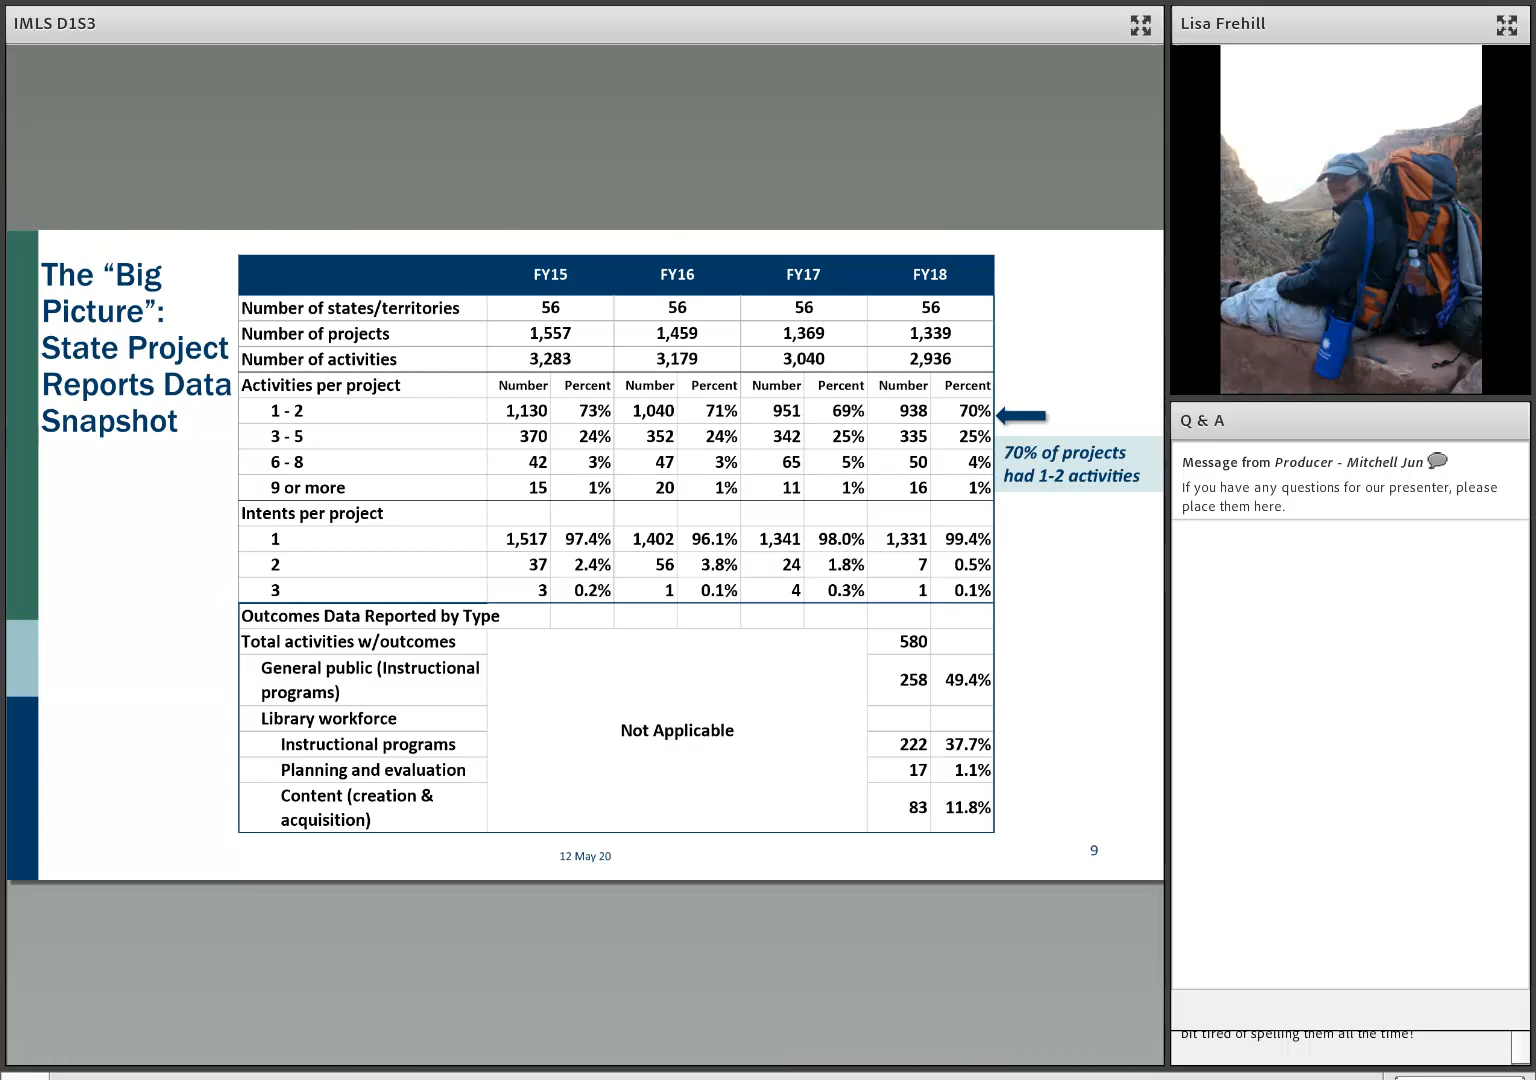 IMLS D1S3
Lisa Frehill
The “Big
Picture”:
State Project
Reports Data
Snapshot
FY15 FY16 FY17 FY18
Number of states/territories 56 56 56 56
Number of projects 1,557 1,459 1,369 1,339
Number of activities 3,283 3,179 3,040 2,936
Activities per project Number Percent Number Percent Number Percent Number Percent
1 - 2 1,130 73% 1,040 71% 951 69% 938 70%
3 - 5 370 24% 352 24% 342 25% 335 25%
6 - 8 42 3% 47 3% 65 5% 50 4%
9 or more 15 1% 20 1% 11 1% 16 1%
Intents per project
1 1,517 97.4% 1,402 96.1% 1,341 98.0% 1,331 99.4%
2 37 2.4% 56 3.8% 24 1.8% 7 0.5%
3 3 0.2% 1 0.1% 4 0.3% 1 0.1%
Outcomes Data Reported by Type
Total activities w/outcomes 580
General public (Instructional
programs) 258 49.4%
Library workforce
Not Applicable
Instructional programs 222 37.7%
Planning and evaluation 17 1.1%
Content (creation &
acquisition) 83 11.8%
70% of projects
had 1-2 activities
12 May 20
9
Q & A
Message from Producer - Mitchell Jun
If you have any questions for our presenter, please
place them here.
bit tired of spelling them all the time!